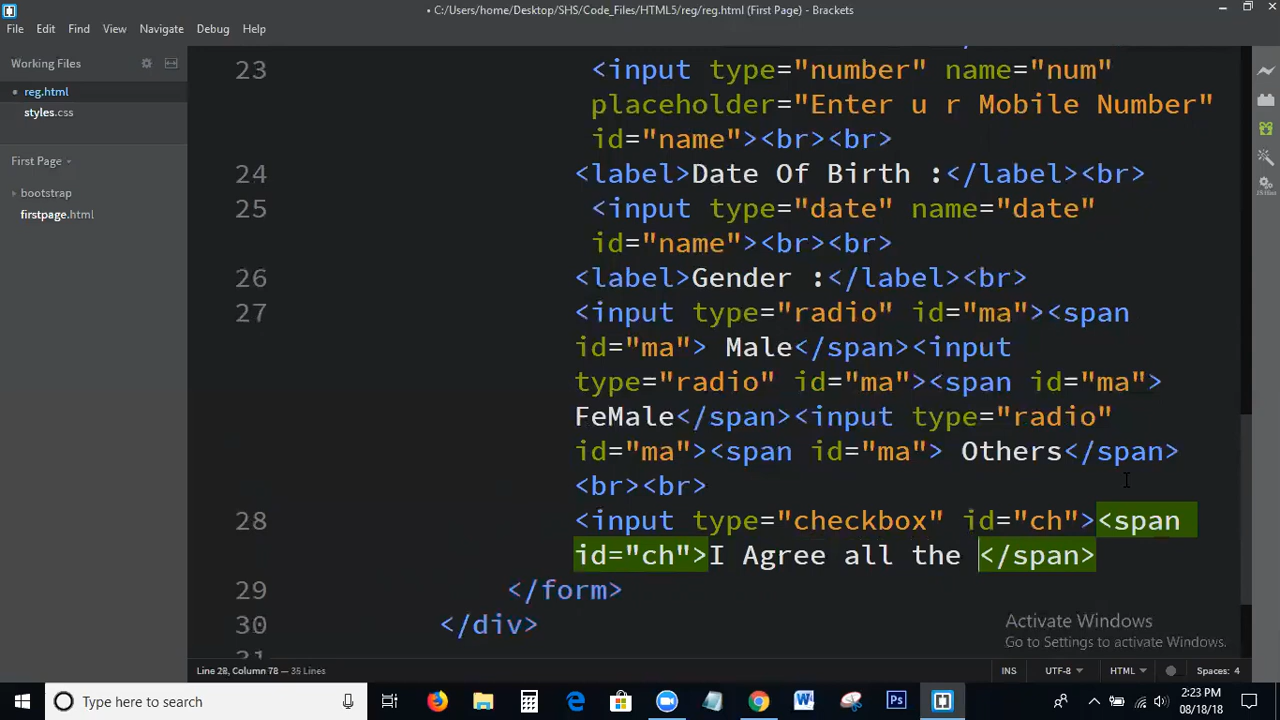 • C:/Users/home/Desktop/SHS/Code_Files/HTML5/reg/reg.html (First Page) - Brackets
File Edit Find View Navigate Debug Help
Working Files
• reg.html
styles.css
First Page
bootstrap
firstpage.html
23 <input type="number" name="num"
placeholder="Enter u r Mobile Number"
id="name"><br><br>
24 <label>Date Of Birth :</label><br>
25 <input type="date" name="date"
id="name"><br><br>
26 <label>Gender :</label><br>
27 <input type="radio" id="ma"><span
id="ma"> Male</span><input
type="radio" id="ma"><span id="ma">
FeMale</span><input type="radio"
id="ma"><span id="ma"> Others</span>
<br><br>
28 <input type="checkbox" id="ch"><span
id="ch">I Agree all the </span>
29 </form>
30 </div>
Activate Windows
Go to Settings to activate Windows.
Line 28, Column 78 — 35 Lines
INS UTF-8 HTML Spaces: 4
Type here to search
2:23 PM
08/18/18